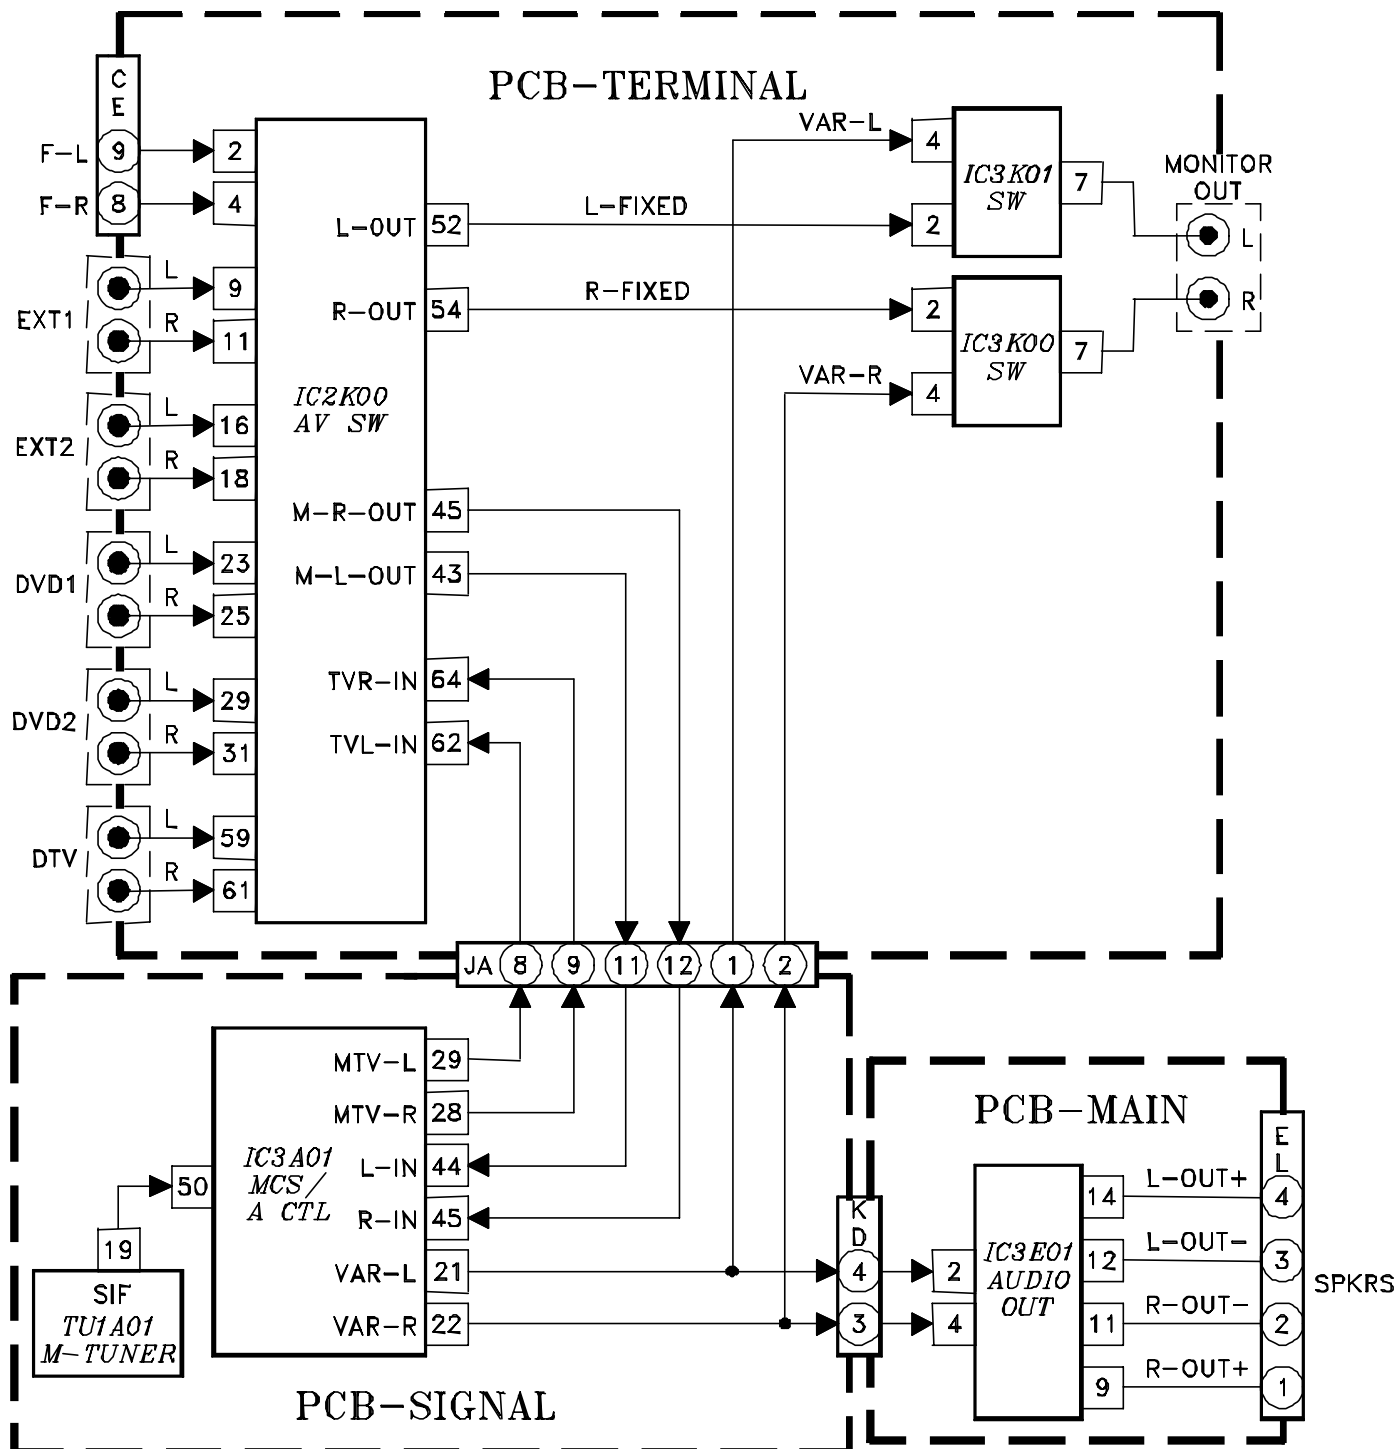 PCB-TERMINAL
C
E
F-L 9 2
F-R 8 4
EXT1
L 9
R 11
EXT2
L 16
R 18
DVD1
L 23
R 25
DVD2
L 29
R 31
DTV
L 59
R 61
IC2K00
AV SW
L-OUT 52 L-FIXED 2
R-OUT 54 R-FIXED 2
M-R-OUT 45
M-L-OUT 43
TVR-IN 64
TVL-IN 62
VAR-L 4
IC3K01
SW
7
IC3K00
SW
7
VAR-R 4
MONITOR
OUT
L
R
JA 8 9 11 12 1 2
MTV-L 29
MTV-R 28
L-IN 44
R-IN 45
VAR-L 21
VAR-R 22
IC3A01
MCS/
A CTL
50
19
SIF
TU1A01
M-TUNER
PCB-SIGNAL
K
D
4
3
PCB-MAIN
2
4
IC3E01
AUDIO
OUT
14 L-OUT+
12 L-OUT-
11 R-OUT-
9 R-OUT+
E
L
4
3
2
1
SPKRS